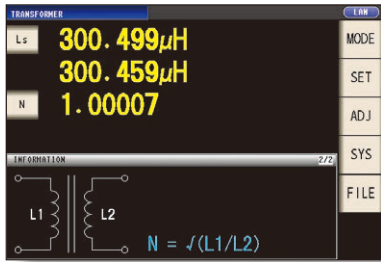 TRANSFORMER
LAN
Ls
300.499μH
300.459μH
N
1.00007
MODE
SET
ADJ
SYS
FILE
INFORMATION
2/2
L1
L2
N = √(L1/L2)